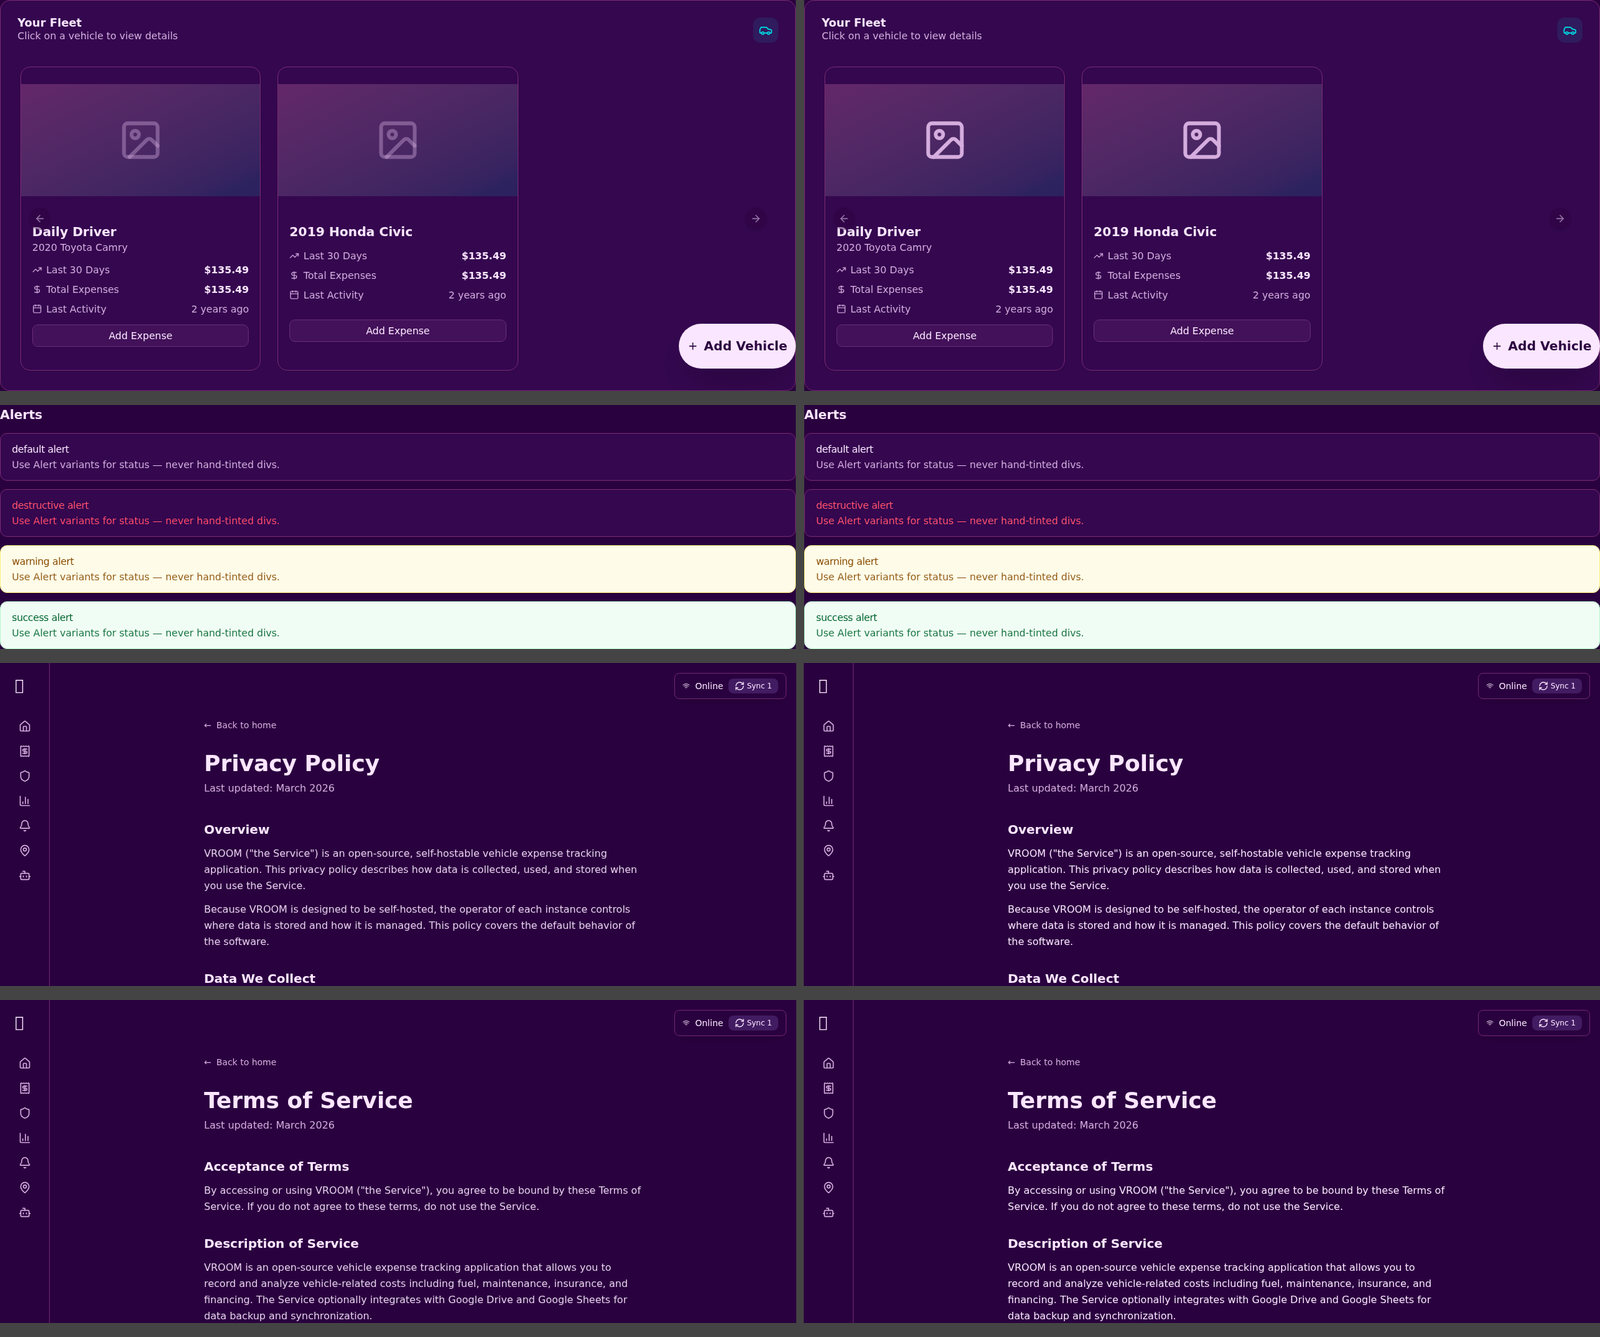 Your Fleet
Click on a vehicle to view details
Daily Driver
2020 Toyota Camry
Last 30 Days $135.49
Total Expenses $135.49
Last Activity 2 years ago
Add Expense
2019 Honda Civic
Last 30 Days $135.49
Total Expenses $135.49
Last Activity 2 years ago
Add Expense
+ Add Vehicle
Your Fleet
Click on a vehicle to view details
Daily Driver
2020 Toyota Camry
Last 30 Days $135.49
Total Expenses $135.49
Last Activity 2 years ago
Add Expense
2019 Honda Civic
Last 30 Days $135.49
Total Expenses $135.49
Last Activity 2 years ago
Add Expense
+ Add Vehicle
Alerts
default alert
Use Alert variants for status — never hand-tinted divs.
destructive alert
Use Alert variants for status — never hand-tinted divs.
warning alert
Use Alert variants for status — never hand-tinted divs.
success alert
Use Alert variants for status — never hand-tinted divs.
Alerts
default alert
Use Alert variants for status — never hand-tinted divs.
destructive alert
Use Alert variants for status — never hand-tinted divs.
warning alert
Use Alert variants for status — never hand-tinted divs.
success alert
Use Alert variants for status — never hand-tinted divs.
Online Sync 1
← Back to home
Privacy Policy
Last updated: March 2026
Overview
VROOM ("the Service") is an open-source, self-hostable vehicle expense tracking
application. This privacy policy describes how data is collected, used, and stored when
you use the Service.
Because VROOM is designed to be self-hosted, the operator of each instance controls
where data is stored and how it is managed. This policy covers the default behavior of
the software.
Data We Collect
Online Sync 1
← Back to home
Privacy Policy
Last updated: March 2026
Overview
VROOM ("the Service") is an open-source, self-hostable vehicle expense tracking
application. This privacy policy describes how data is collected, used, and stored when
you use the Service.
Because VROOM is designed to be self-hosted, the operator of each instance controls
where data is stored and how it is managed. This policy covers the default behavior of
the software.
Data We Collect
Online Sync 1
← Back to home
Terms of Service
Last updated: March 2026
Acceptance of Terms
By accessing or using VROOM ("the Service"), you agree to be bound by these Terms of
Service. If you do not agree to these terms, do not use the Service.
Description of Service
VROOM is an open-source vehicle expense tracking application that allows you to
record and analyze vehicle-related costs including fuel, maintenance, insurance, and
financing. The Service optionally integrates with Google Drive and Google Sheets for
data backup and synchronization.
Online Sync 1
← Back to home
Terms of Service
Last updated: March 2026
Acceptance of Terms
By accessing or using VROOM ("the Service"), you agree to be bound by these Terms of
Service. If you do not agree to these terms, do not use the Service.
Description of Service
VROOM is an open-source vehicle expense tracking application that allows you to
record and analyze vehicle-related costs including fuel, maintenance, insurance, and
financing. The Service optionally integrates with Google Drive and Google Sheets for
data backup and synchronization.